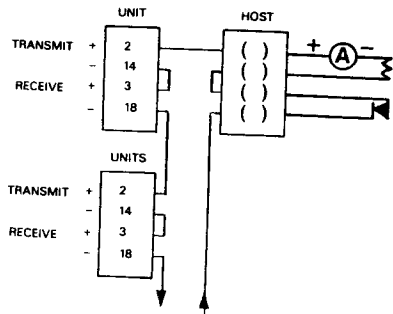 UNIT
HOST
TRANSMIT + 2
- 14
RECEIVE + 3
- 18
( )
( )
( )
( )
+ A -
UNITS
TRANSMIT + 2
- 14
RECEIVE + 3
- 18